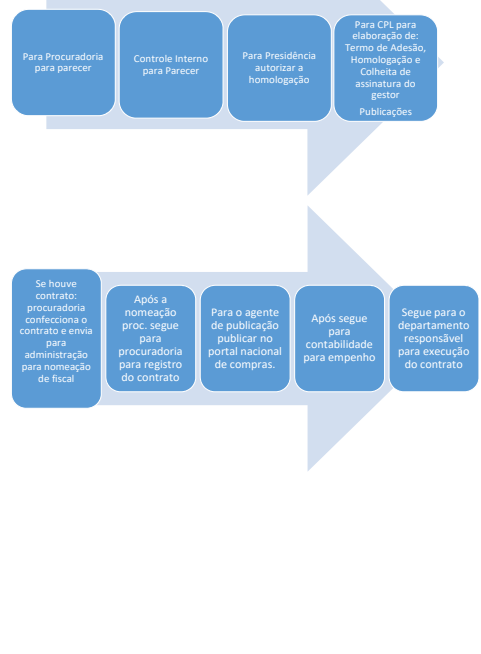 Para Procuradoria
para parecer
Controle Interno
para Parecer
Para Presidência
autorizar a
homologação
Para CPL para
elaboração de:
Termo de Adesão,
Homologação e
Colheita de
assinatura do
gestor
Publicações
Se houve
contrato:
procuradoria
confecciona o
contrato e envia
para
administração
para nomeação
de fiscal
Após a
nomeação
proc. segue
para
procuradoria
para registro
do contrato
Para o agente
de publicação
publicar no
portal nacional
de compras.
Após segue
para
contabilidade
para empenho
Segue para o
departamento
responsável
para execução
do contrato